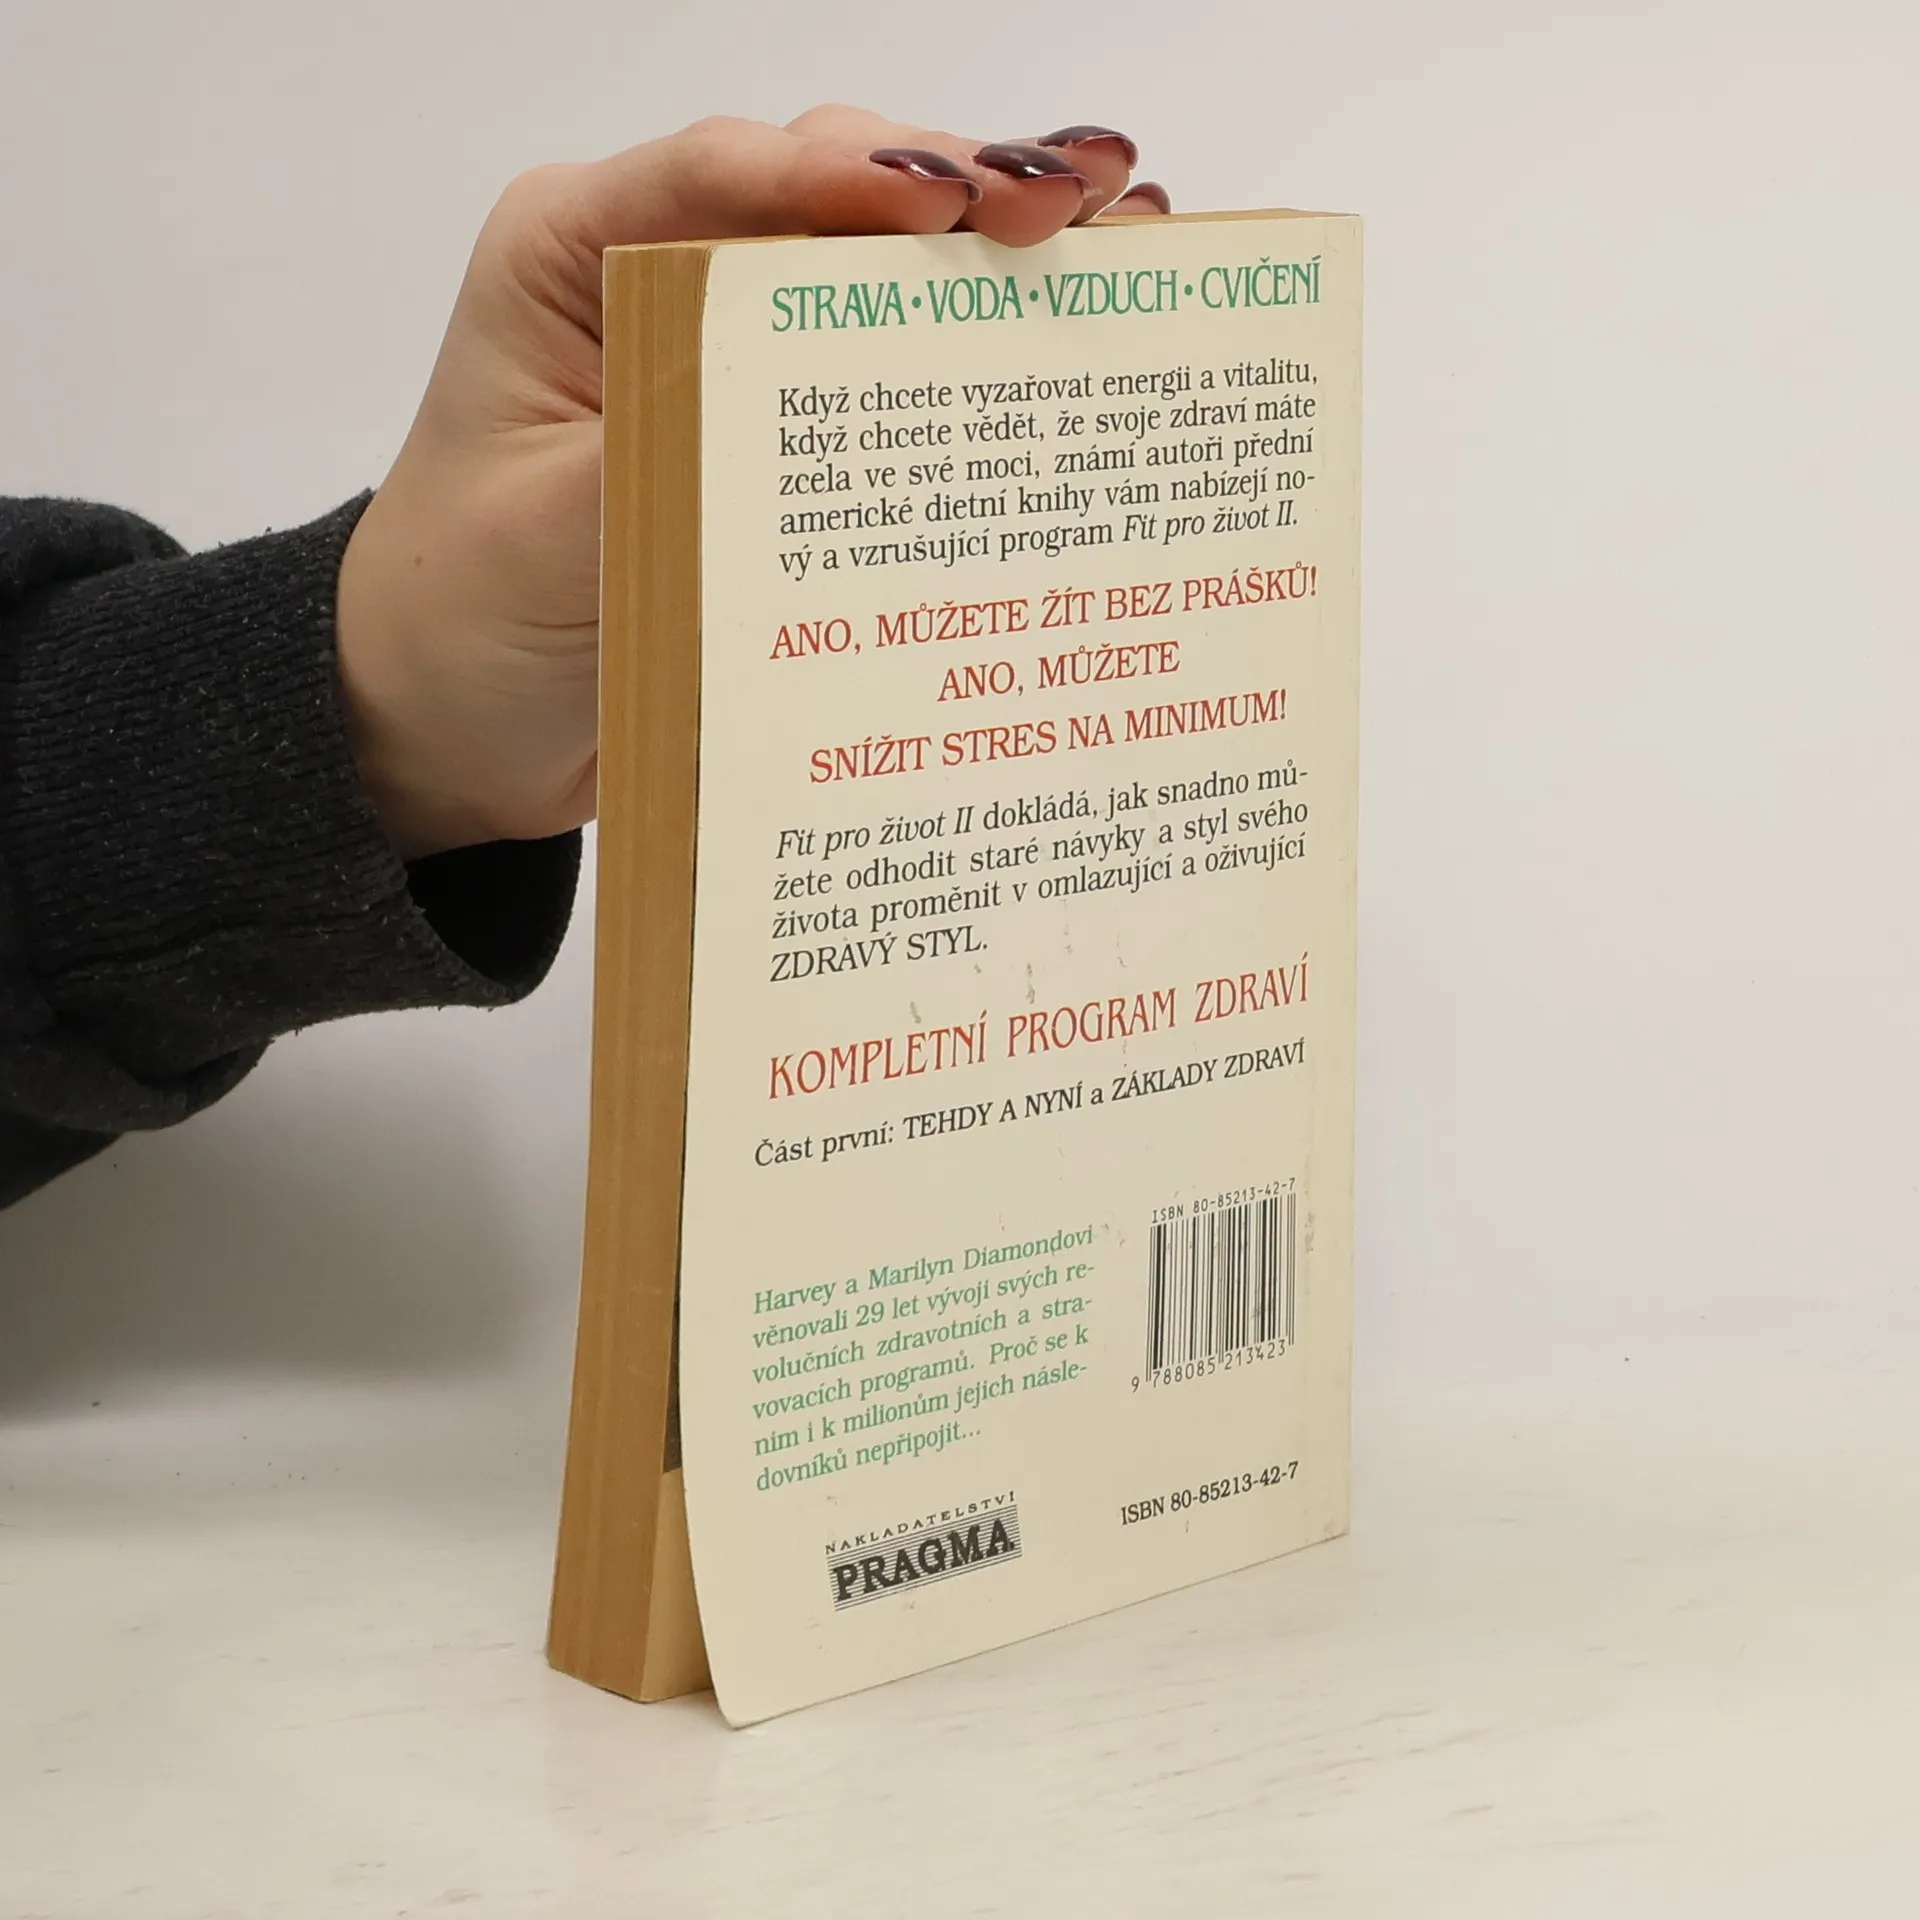 STRAVA • VODA • VZDUCH • CVIČENÍ
Když chcete vyzařovat energii a vitalitu,
když chcete vědět, že svoje zdraví máte
zcela ve své moci, známí autoři přední
americké dietní knihy vám nabízejí no-
vý a vzrušující program Fit pro život II.
ANO, MŮŽETE ŽÍT BEZ PRÁŠKŮ!
ANO, MŮŽETE
SNÍŽIT STRES NA MINIMUM!
Fit pro život II dokládá, jak snadno mů-
žete odhodit staré návyky a styl svého
života proměnit v omlazující a oživující
ZDRAVÝ STYL.
KOMPLETNÍ PROGRAM ZDRAVÍ
Část první: TEHDY A NYNÍ a ZÁKLADY ZDRAVÍ
Harvey a Marilyn Diamondovi
věnovali 29 let vývoji svých re-
volučních zdravotních a stra-
vovacích programů. Proč se k
nim i k milionům jejich násle-
dovníků nepřipojit...
ISBN 80-85213-42-7
9 788085 213423
NAKLADATELSTVÍ
PRAGMA
ISBN 80-85213-42-7